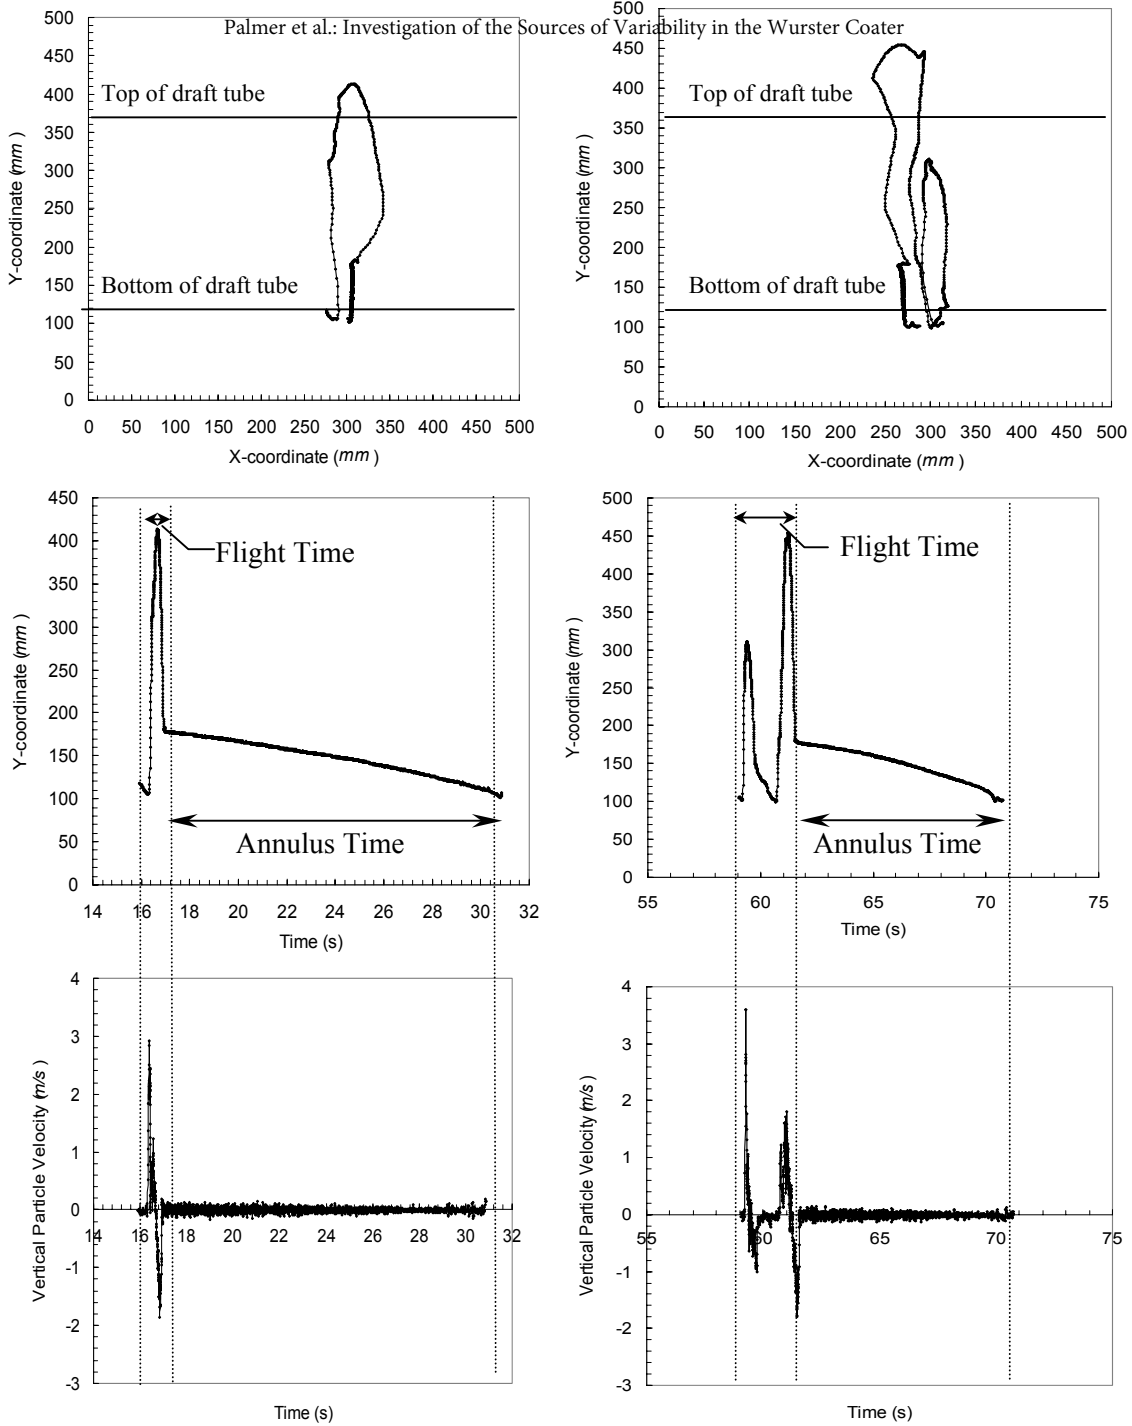 Palmer et al.: Investigation of the Sources of Variability in the Wurster Coater
500
450
400
350
300
250
200
150
100
50
0
Y-coordinate (mm)
Top of draft tube
Bottom of draft tube
0 50 100 150 200 250 300 350 400 450 500
X-coordinate (mm)
500
450
400
350
300
250
200
150
100
50
0
Y-coordinate (mm)
Top of draft tube
Bottom of draft tube
0 50 100 150 200 250 300 350 400 450 500
X-coordinate (mm)
450
400
350
300
250
200
150
100
50
0
Y-coordinate (mm)
Flight Time
Annulus Time
14 16 18 20 22 24 26 28 30 32
Time (s)
500
450
400
350
300
250
200
150
100
50
0
Y-coordinate (mm)
Flight Time
Annulus Time
55 60 65 70 75
Time (s)
4
3
2
1
0
-1
-2
-3
Vertical Particle Velocity (m/s)
14 16 18 20 22 24 26 28 30 32
Time (s)
4
3
2
1
0
-1
-2
-3
Vertical Particle Velocity (m/s)
55 60 65 70 75
Time (s)